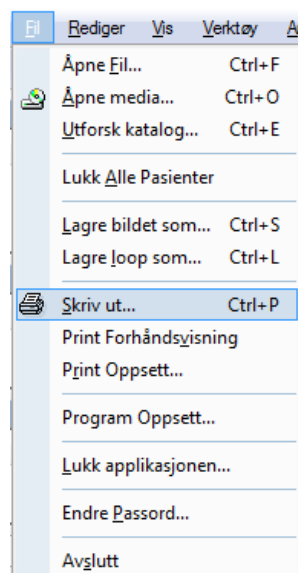 Fil Rediger Vis Verktøy
Åpne Fil... Ctrl+F
Åpne media... Ctrl+O
Utforsk katalog... Ctrl+E
Lukk Alle Pasienter
Lagre bildet som... Ctrl+S
Lagre loop som... Ctrl+L
Skriv ut... Ctrl+P
Print Forhåndsvisning
Print Oppsett...
Program Oppsett...
Lukk applikasjonen...
Endre Passord...
Avslutt